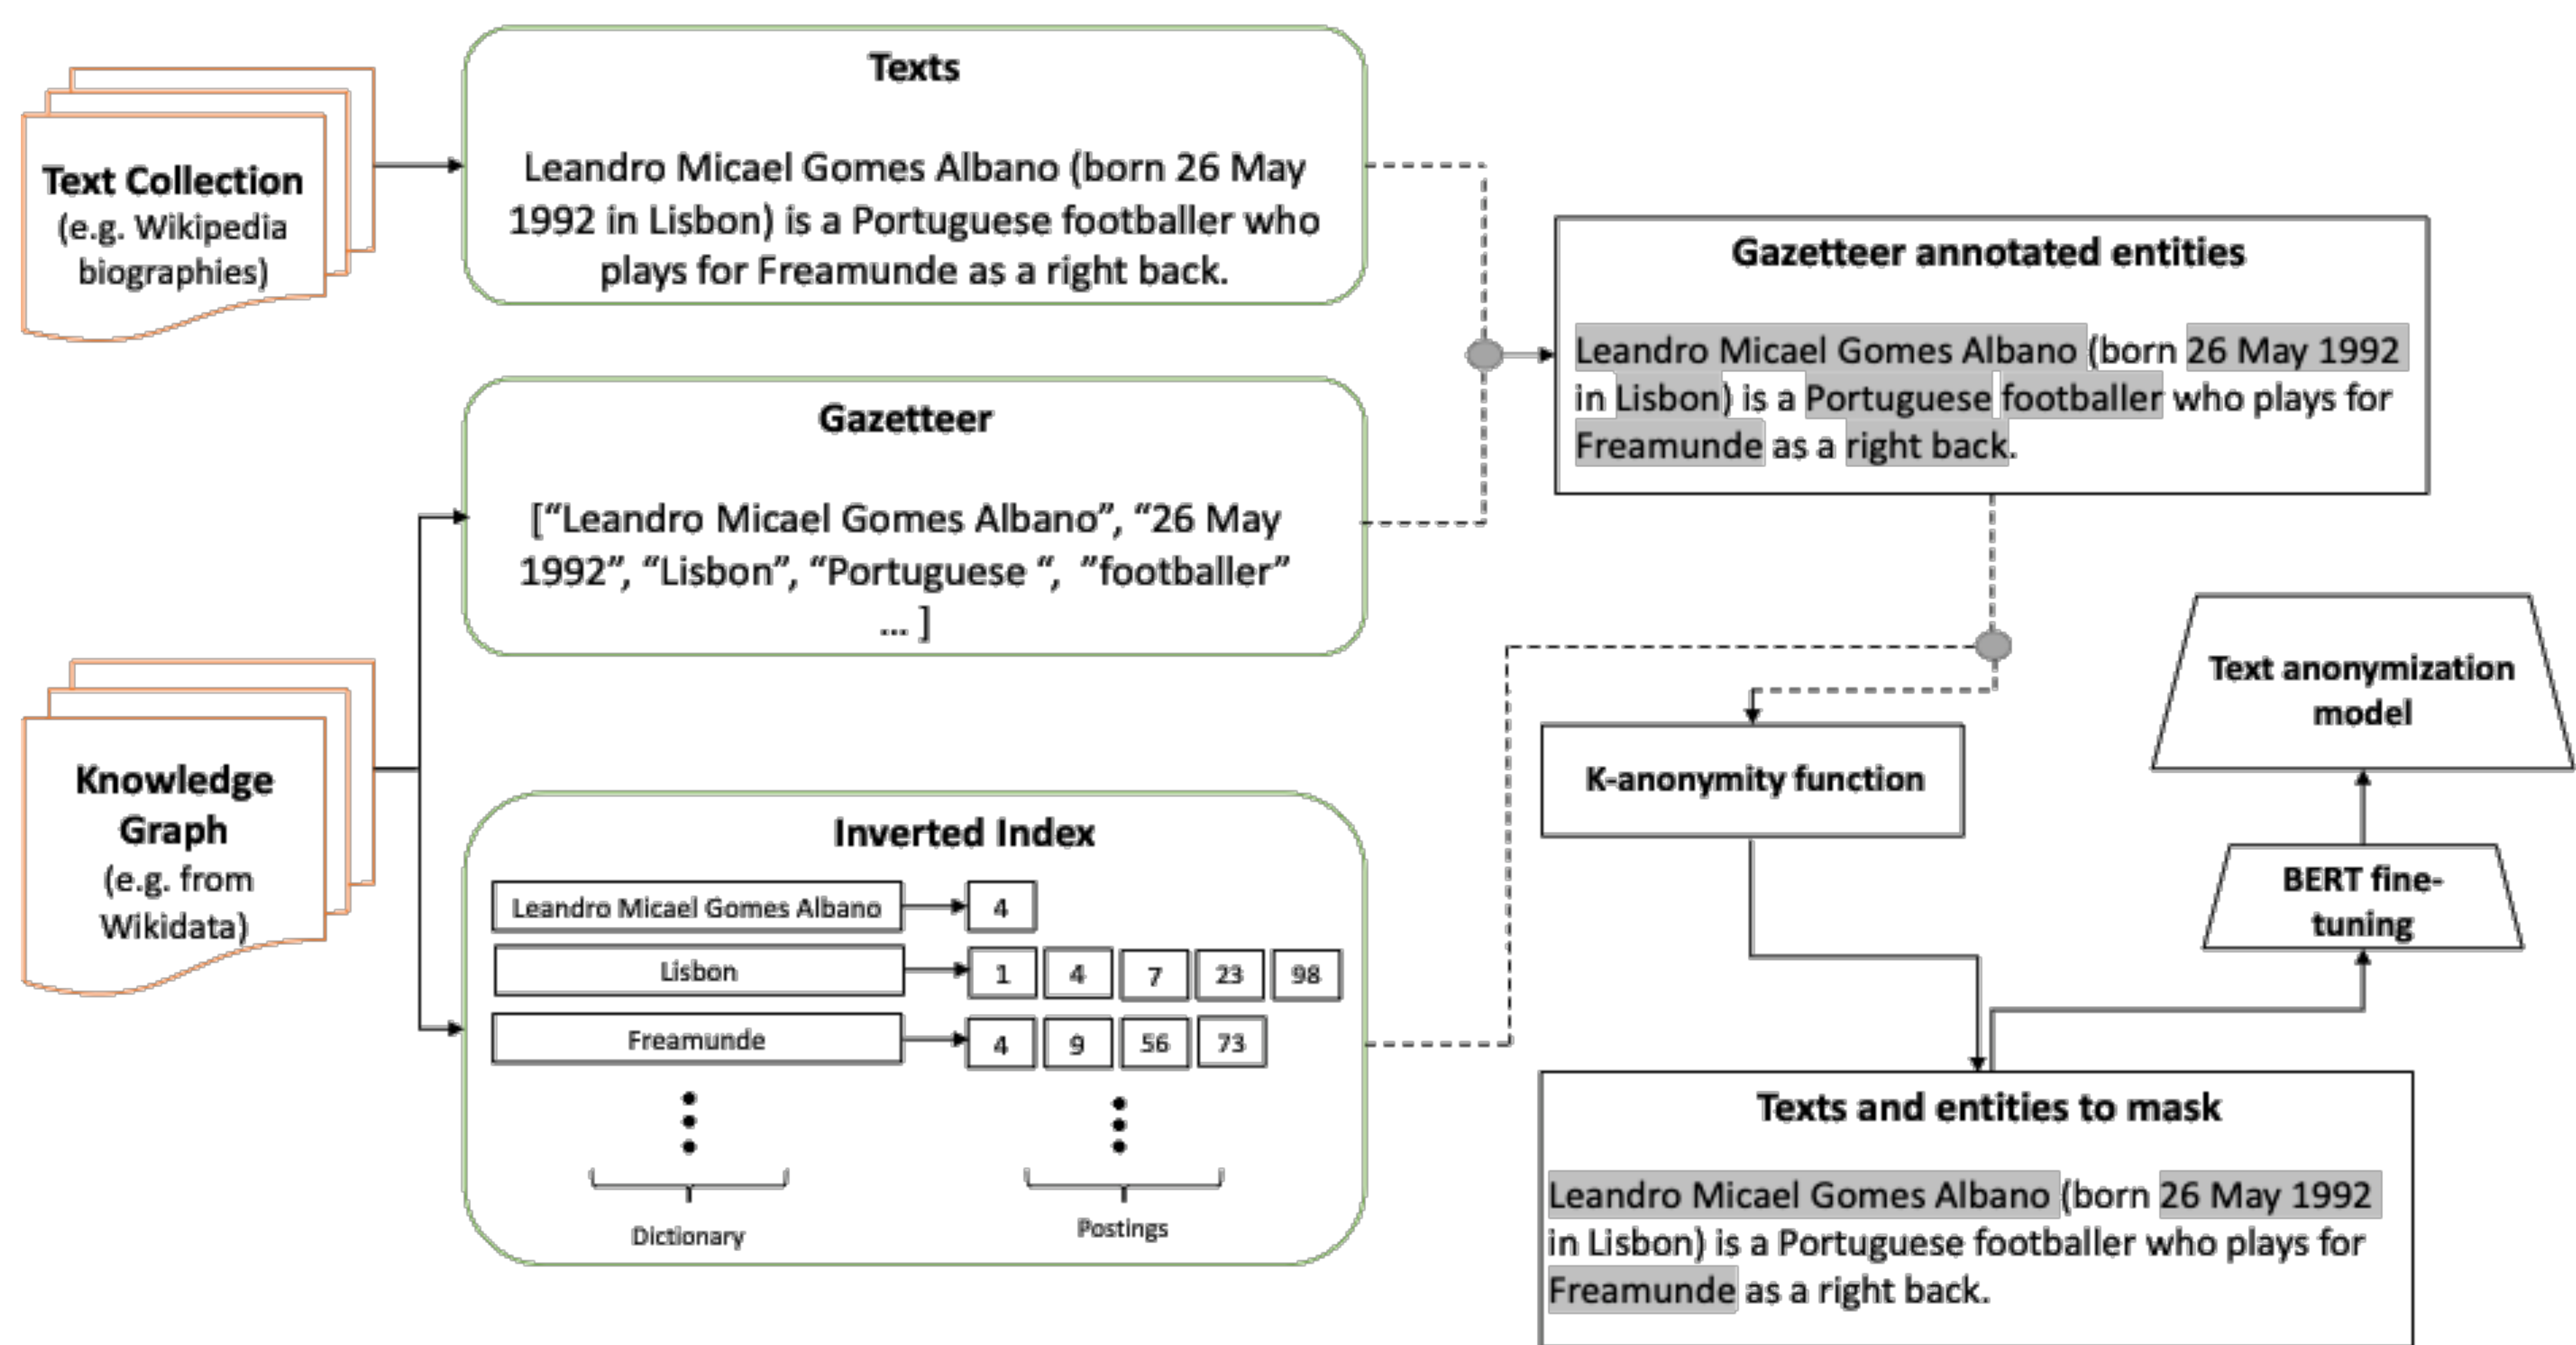 Text Collection
(e.g. Wikipedia
biographies)
Texts
Leandro Micael Gomes Albano (born 26 May
1992 in Lisbon) is a Portuguese footballer who
plays for Freamunde as a right back.
Gazetteer
[“Leandro Micael Gomes Albano”, “26 May
1992”, “Lisbon”, “Portuguese “, ”footballer”
... ]
Knowledge
Graph
(e.g. from
Wikidata)
Inverted Index
Leandro Micael Gomes Albano 4
Lisbon 1 4 7 23 98
Freamunde 4 9 56 73
Dictionary
Postings
Gazetteer annotated entities
Leandro Micael Gomes Albano (born 26 May 1992
in Lisbon) is a Portuguese footballer who plays for
Freamunde as a right back.
K-anonymity function
Text anonymization
model
BERT fine-
tuning
Texts and entities to mask
Leandro Micael Gomes Albano (born 26 May 1992
in Lisbon) is a Portuguese footballer who plays for
Freamunde as a right back.